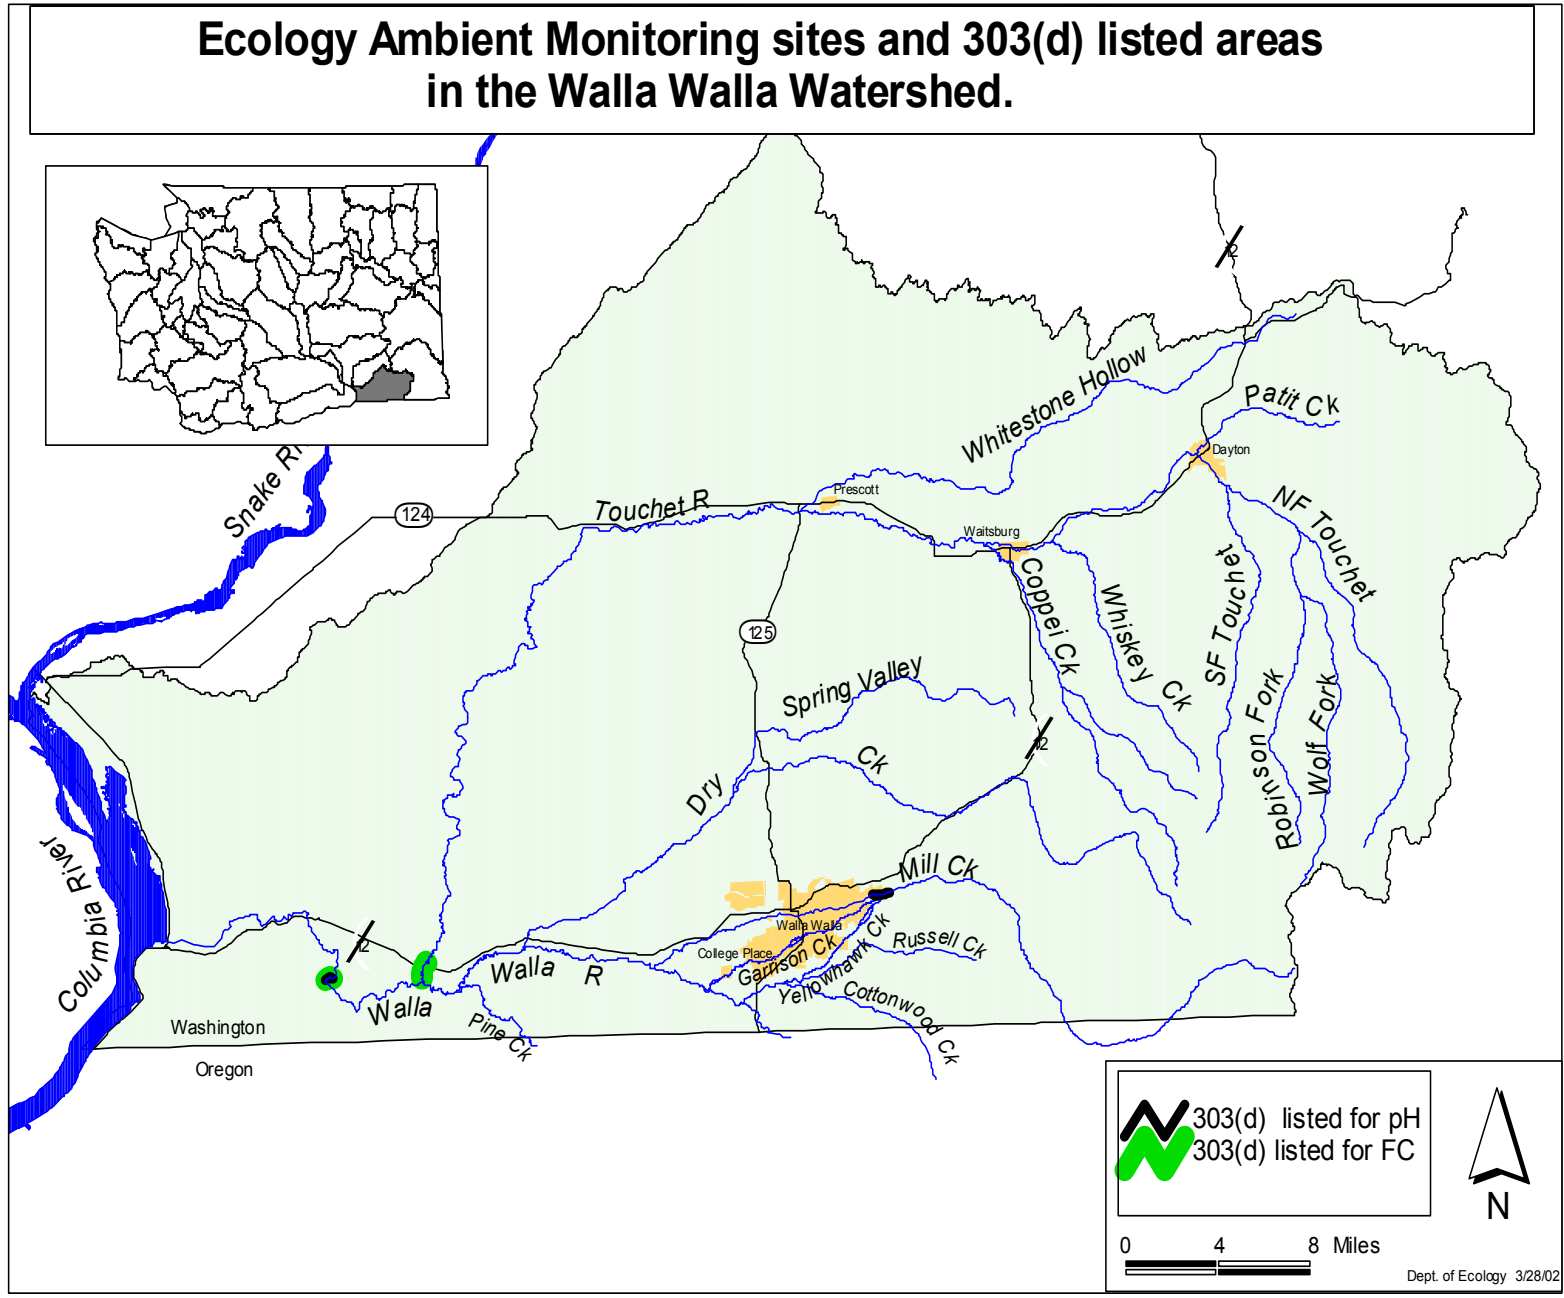 Ecology Ambient Monitoring sites and 303(d) listed areas
in the Walla Walla Watershed.
12
Whitestone Hollow
Patit Ck
Dayton
Snake Ri
124
Touchet R
Prescott
NF Touchet
Waitsburg
Coppei Ck
Whiskey Ck
SF Touchet
125
Spring Valley
Robinson Fork
Wolf Fork
12
Dry Ck
Columbia River
Mill Ck
Walla Walla
College Place
Garrison Ck
Yellowhawk Ck
Russell Ck
Cottonwood Ck
12
Walla Walla R
Pine Ck
Washington
Oregon
303(d) listed for pH
303(d) listed for FC
N
0 4 8 Miles
Dept. of Ecology 3/28/02